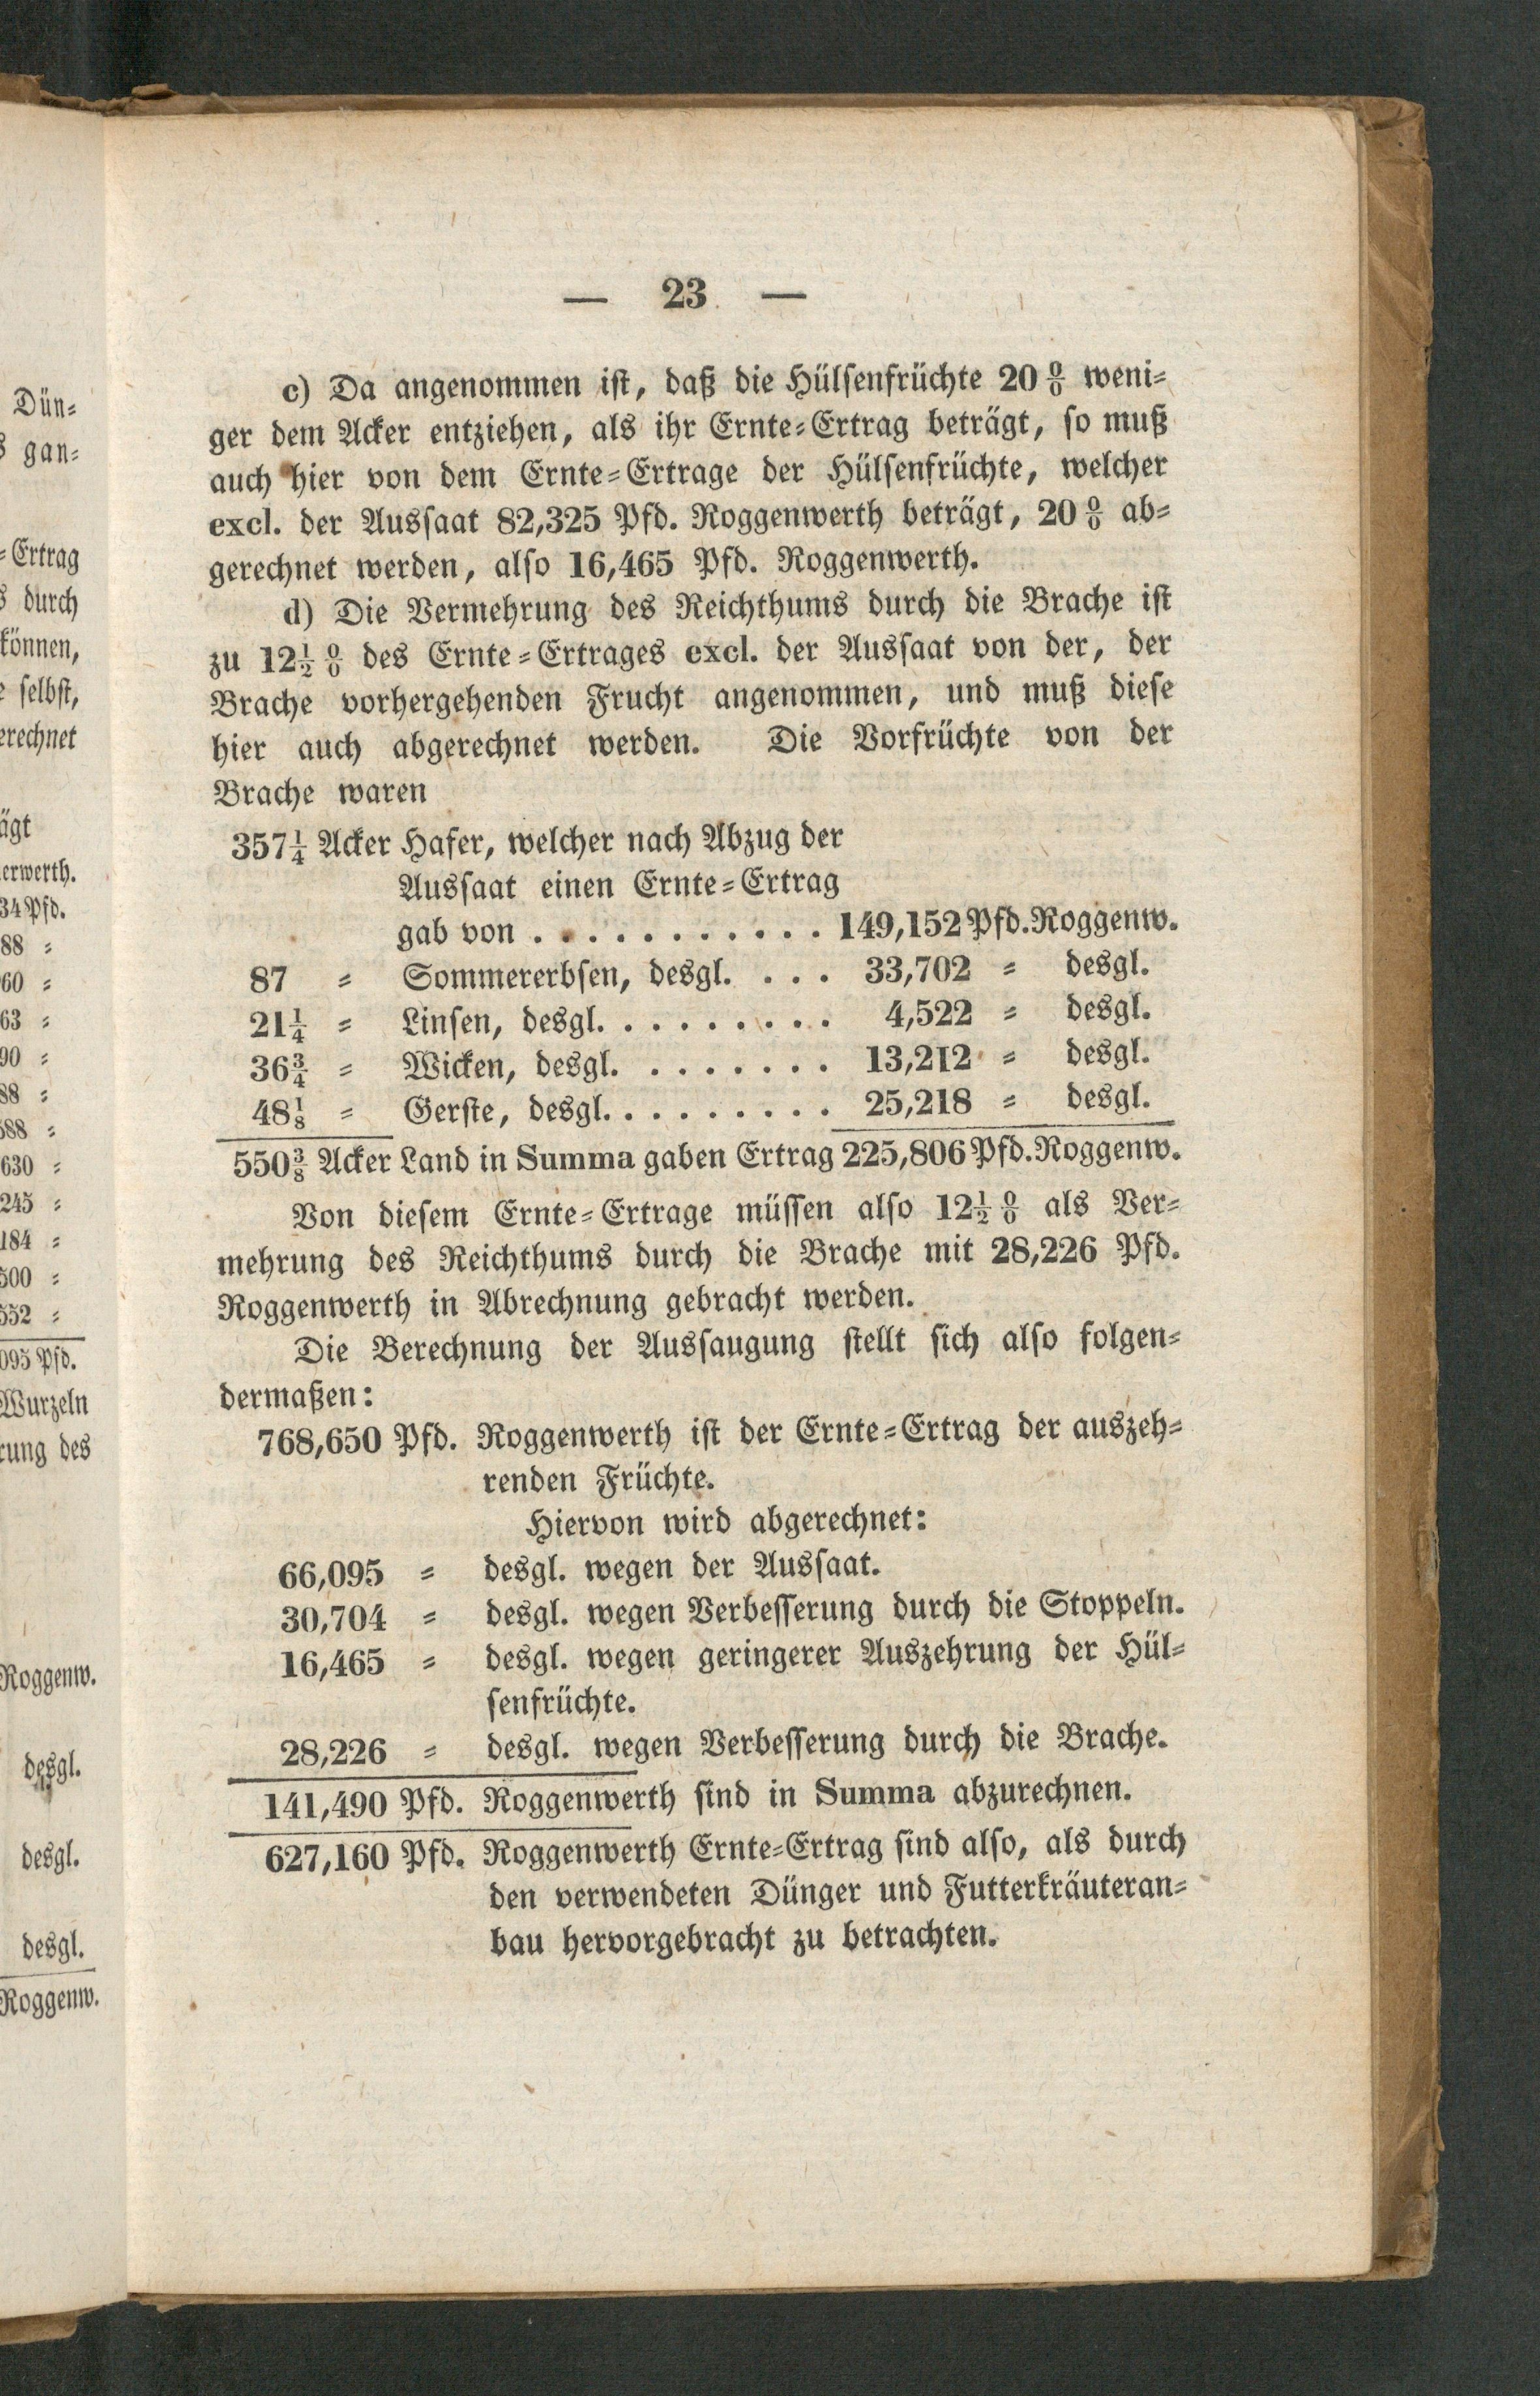 — 23 —
c) Da angenommen ist, daß die Hülsenfrüchte 20 % weni-
ger dem Acker entziehen, als ihr Ernte-Ertrag beträgt, so muß
auch hier von dem Ernte-Ertrage der Hülsenfrüchte, welcher
excl. der Aussaat 82,325 Pfd. Roggenwerth beträgt, 20 % ab-
gerechnet werden, also 16,465 Pfd. Roggenwerth.
d) Die Vermehrung des Reichthums durch die Brache ist
zu 12½ % des Ernte-Ertrages excl. der Aussaat von der, der
Brache vorhergehenden Frucht angenommen, und muß diese
hier auch abgerechnet werden. Die Vorfrüchte von der
Brache waren
357¼ Acker Hafer, welcher nach Abzug der
Aussaat einen Ernte-Ertrag
gab von . . . . . . . . . . . 149,152 Pfd. Roggenw.
87 = Sommererbsen, desgl. . . . 33,702 = desgl.
21¼ = Linsen, desgl. . . . . . . . . 4,522 = desgl.
36¾ = Wicken, desgl. . . . . . . . 13,212 = desgl.
48⅛ = Gerste, desgl. . . . . . . . . 25,218 = desgl.
550⅜ Acker Land in Summa gaben Ertrag 225,806 Pfd. Roggenw.
Von diesem Ernte-Ertrage müssen also 12½ % als Ver-
mehrung des Reichthums durch die Brache mit 28,226 Pfd.
Roggenwerth in Abrechnung gebracht werden.
Die Berechnung der Aussaugung stellt sich also folgen-
dermaßen:
768,650 Pfd. Roggenwerth ist der Ernte-Ertrag der auszeh-
renden Früchte.
Hiervon wird abgerechnet:
66,095 = desgl. wegen der Aussaat.
30,704 = desgl. wegen Verbesserung durch die Stoppeln.
16,465 = desgl. wegen geringerer Auszehrung der Hül-
senfrüchte.
28,226 = desgl. wegen Verbesserung durch die Brache.
141,490 Pfd. Roggenwerth sind in Summa abzurechnen.
627,160 Pfd. Roggenwerth Ernte-Ertrag sind also, als durch
den verwendeten Dünger und Futterkräuteran-
bau hervorgebracht zu betrachten.